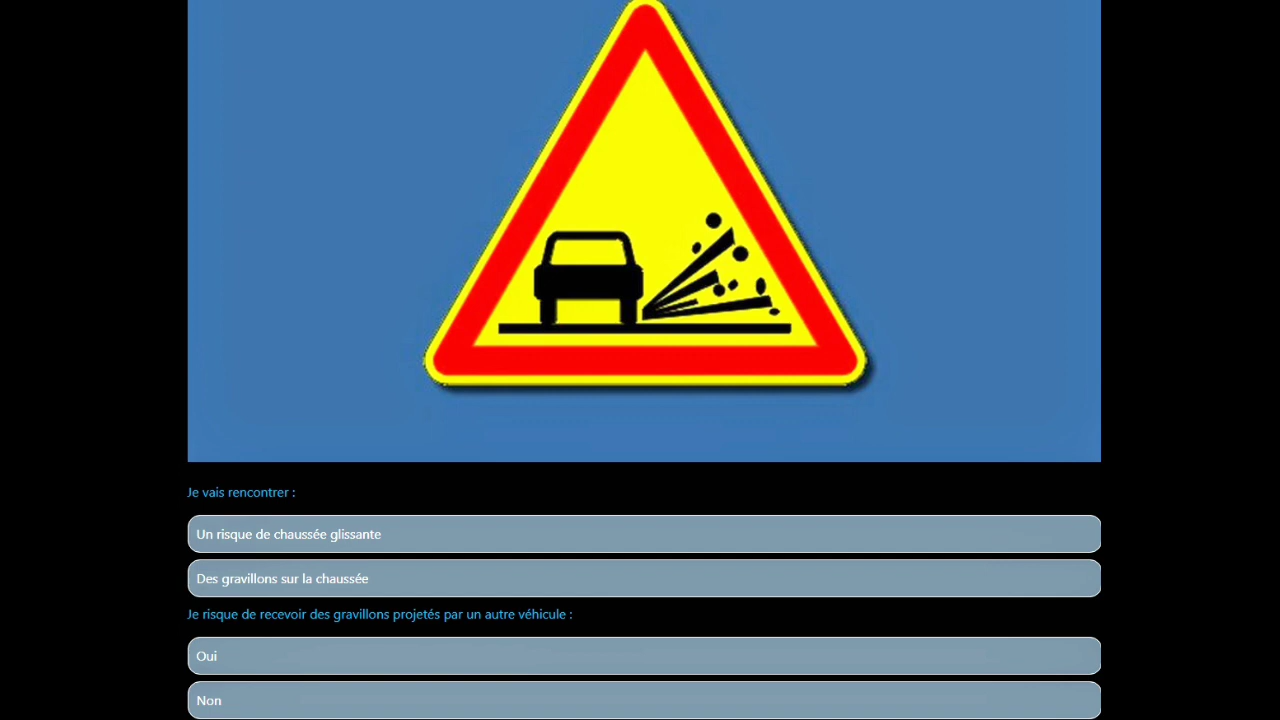 Je vais rencontrer :
Un risque de chaussée glissante
Des gravillons sur la chaussée
Je risque de recevoir des gravillons projetés par un autre véhicule :
Oui
Non